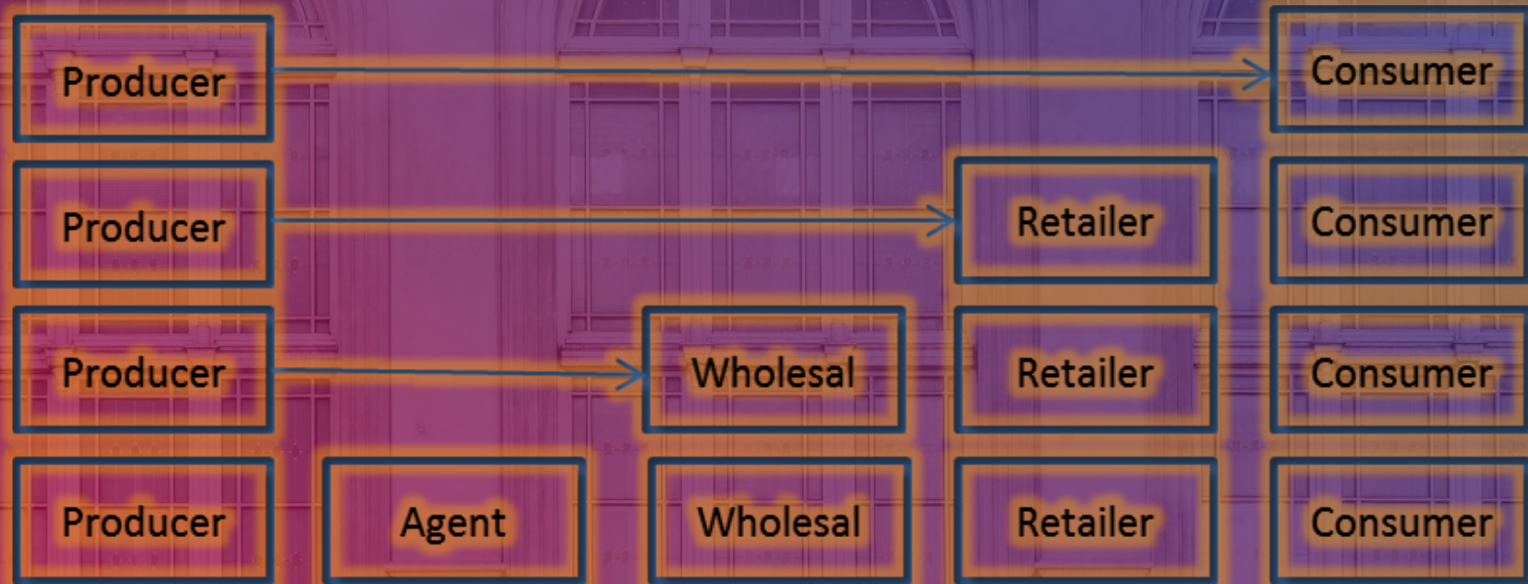 Producer Consumer
Producer Retailer Consumer
Producer Wholesal Retailer Consumer
Producer Agent Wholesal Retailer Consumer